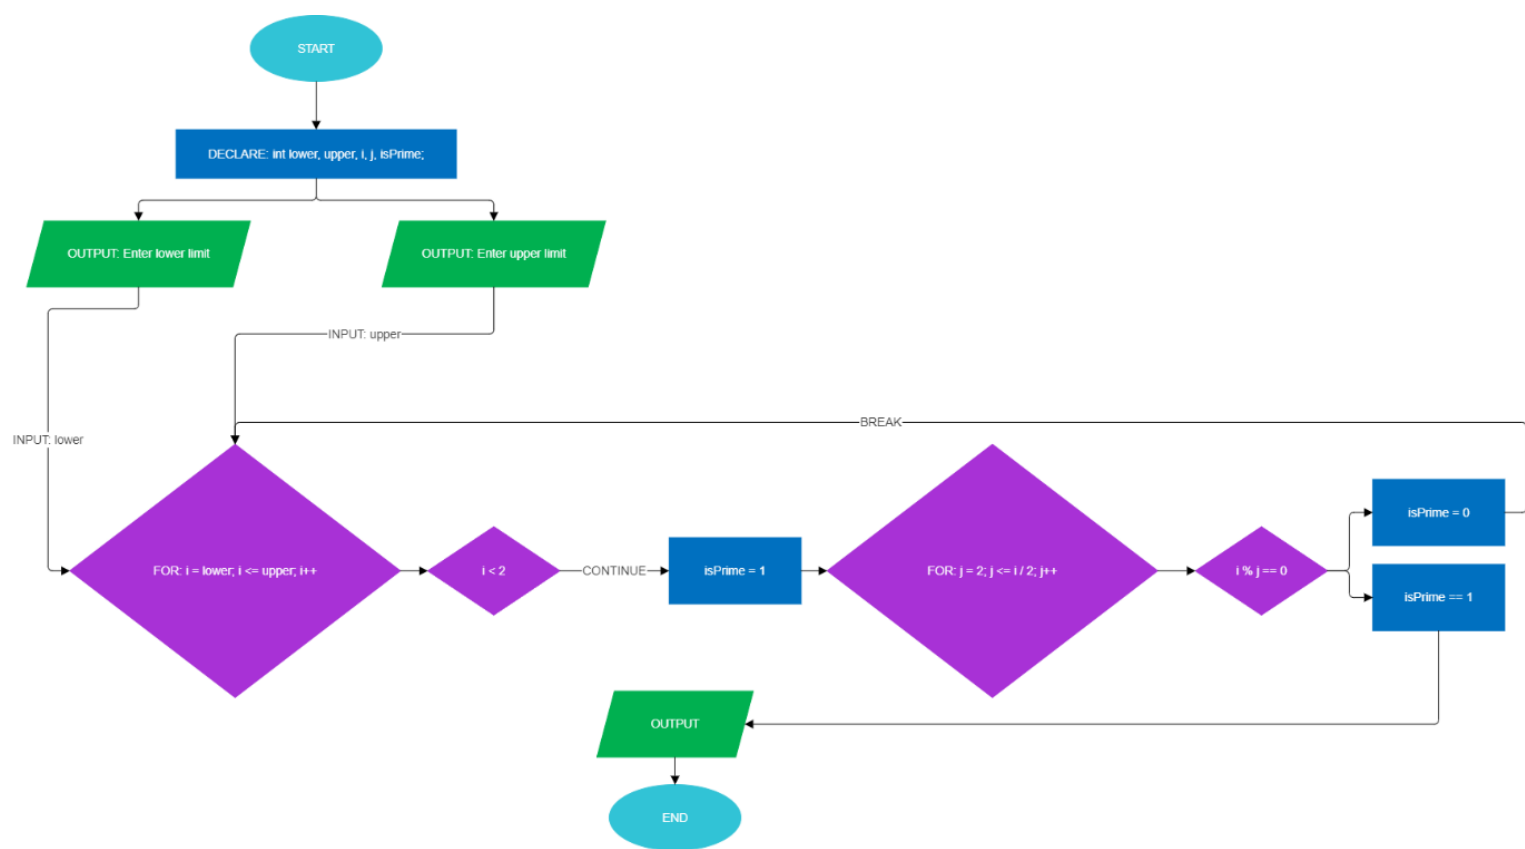 START
DECLARE: int lower, upper, i, j, isPrime;
OUTPUT: Enter lower limit
OUTPUT: Enter upper limit
INPUT: upper
INPUT: lower
BREAK
FOR: i = lower; i <= upper; i++
i < 2
CONTINUE
isPrime = 1
FOR: j = 2; j <= i / 2; j++
i % j == 0
isPrime = 0
isPrime == 1
OUTPUT
END